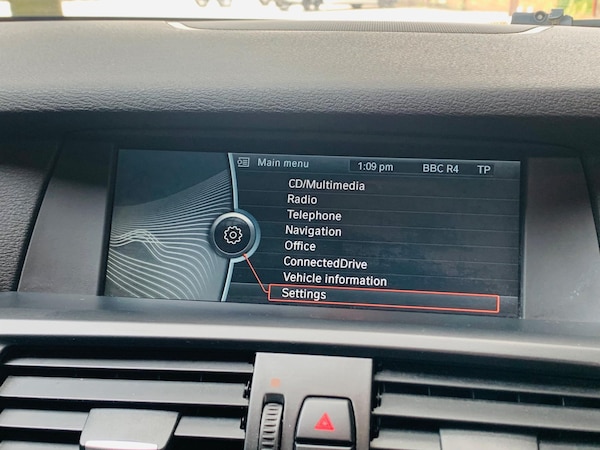 Main menu 1:09 pm BBC R4 TP
CD/Multimedia
Radio
Telephone
Navigation
Office
ConnectedDrive
Vehicle information
Settings